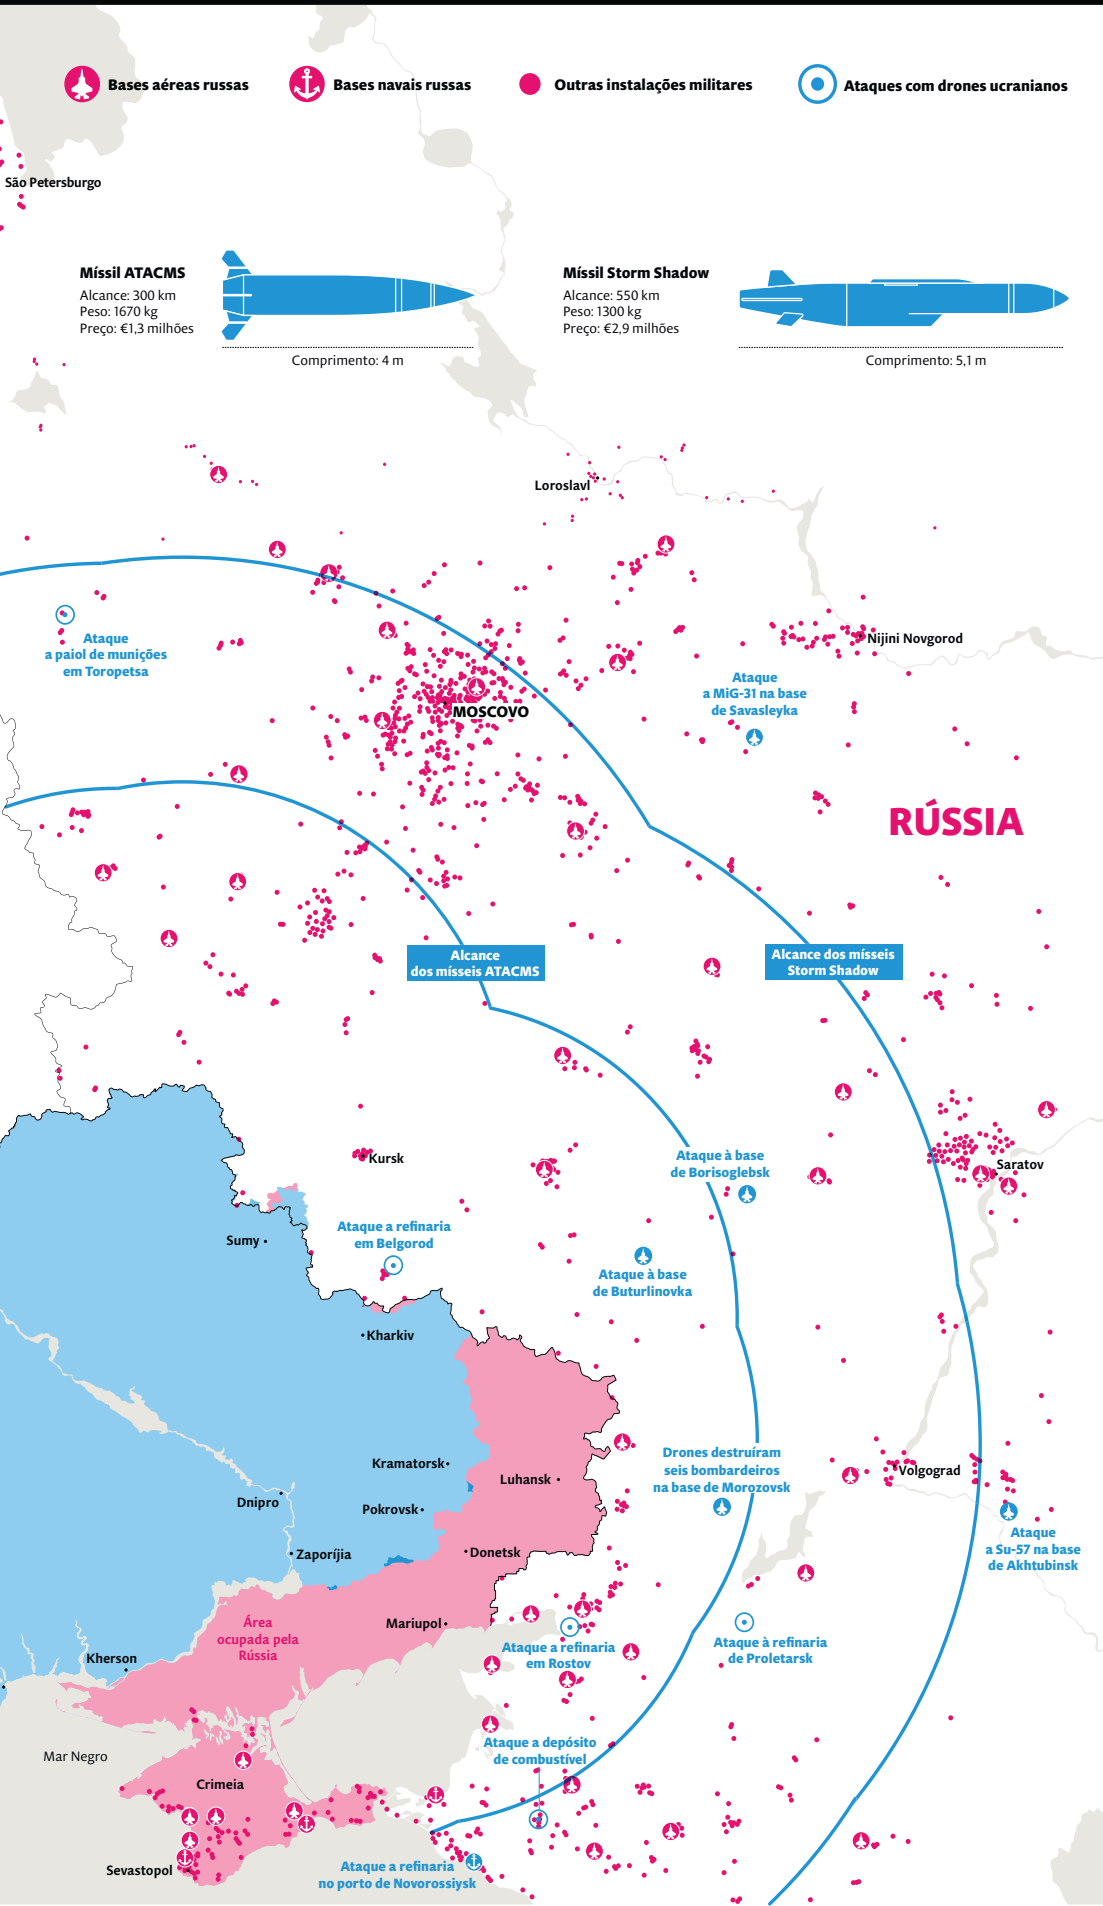 Bases aéreas russas
Bases navais russas
Outras instalações militares
Ataques com drones ucranianos
São Petersburgo
Míssil ATACMS
Alcance: 300 km
Peso: 1670 kg
Preço: €1,3 milhões
Comprimento: 4 m
Míssil Storm Shadow
Alcance: 550 km
Peso: 1300 kg
Preço: €2,9 milhões
Comprimento: 5,1 m
Loroslavl
Ataque
a paiol de munições
em Toropetsa
Nijini Novgorod
Ataque
a MiG-31 na base
de Savasleyka
MOSCOVO
RÚSSIA
Alcance
dos mísseis ATACMS
Alcance dos mísseis
Storm Shadow
Kursk
Ataque à base
de Borisoglebsk
Saratov
Sumy
Ataque a refinaria
em Belgorod
Ataque à base
de Buturlinovka
Kharkiv
Kramatorsk
Luhansk
Drones destruíram
seis bombardeiros
na base de Morozovsk
Volgograd
Dnipro
Pokrovsk
Ataque
a Su-57 na base
de Akhtubinsk
Zaporíjia
Donetsk
Área
ocupada pela
Rússia
Mariupol
Ataque a refinaria
em Rostov
Ataque à refinaria
de Proletarsk
Kherson
Mar Negro
Ataque a depósito
de combustível
Crimeia
Sevastopol
Ataque a refinaria
no porto de Novorossiysk